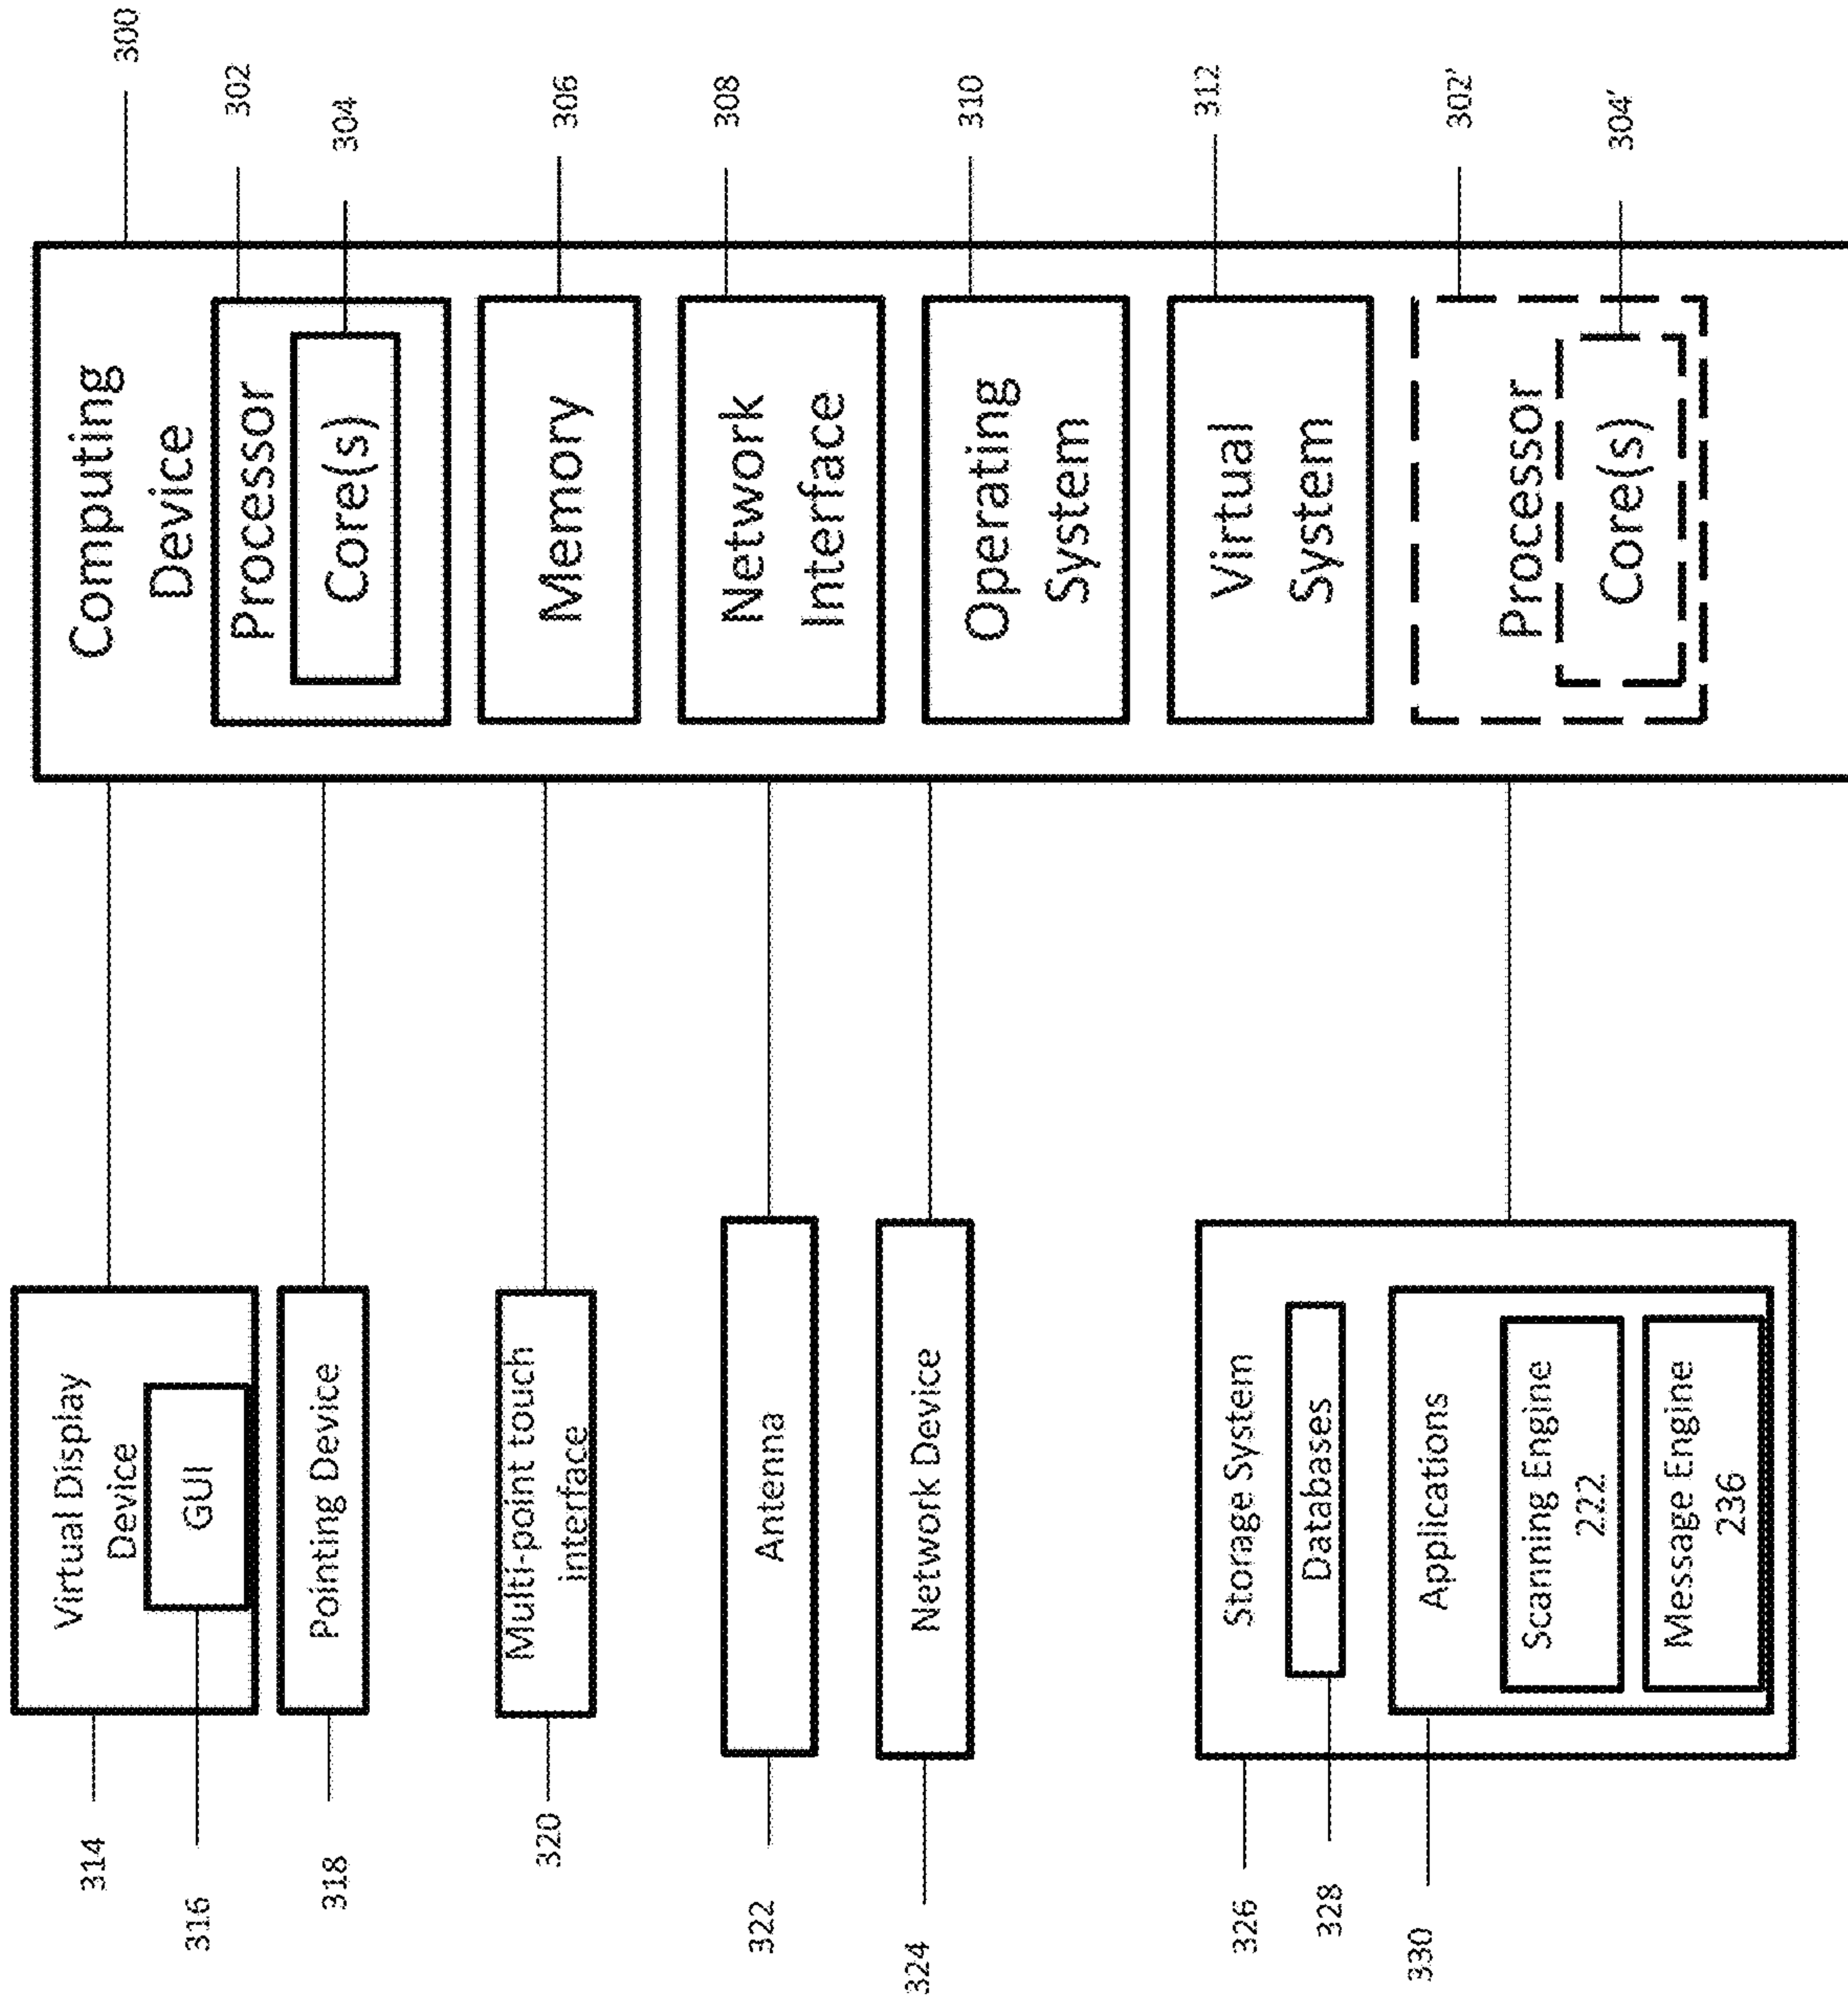 314
Virtual Display
Device
316
GUI
318
Pointing Device
320
Multi-point touch
interface
322
Antenna
324
Network Device
326
Storage System
328
Databases
330
Applications
Scanning Engine
222
Message Engine
236
300
Computing
Device
302
Processor
304
Core(s)
306
Memory
308
Network
Interface
310
Operating
System
312
Virtual
System
302'
Processor
304'
Core(s)